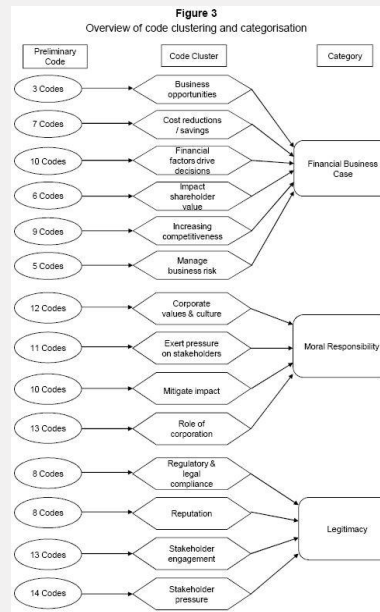 Figure 3
Overview of code clustering and categorisation
Preliminary
Code
Code Cluster
Category
3 Codes
Business
opportunities
7 Codes
Cost reductions
/ savings
10 Codes
Financial
factors drive
decisions
Financial Business
Case
6 Codes
Impact
shareholder
value
9 Codes
Increasing
competitiveness
5 Codes
Manage
business risk
12 Codes
Corporate
values & culture
11 Codes
Exert pressure
on stakeholders
Moral Responsibility
10 Codes
Mitigate impact
13 Codes
Role of
corporation
8 Codes
Regulatory &
legal
compliance
8 Codes
Reputation
Legitimacy
13 Codes
Stakeholder
engagement
14 Codes
Stakeholder
pressure